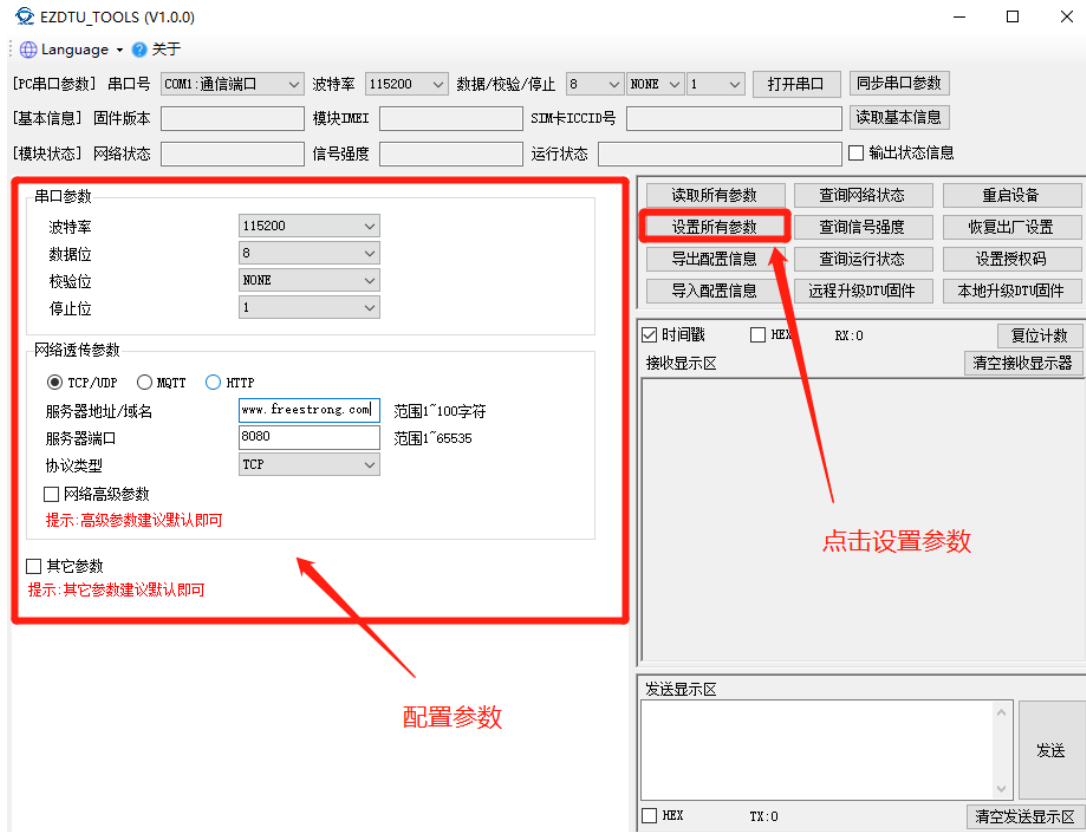 EZDTU_TOOLS (V1.0.0)
Language 关于
[PC串口参数] 串口号 COM1:通信端口 波特率 115200 数据/校验/停止 8 NONE 1 打开串口 同步串口参数
[基本信息] 固件版本 模块IMEI SIM卡ICCID号 读取基本信息
[模块状态] 网络状态 信号强度 运行状态 输出状态信息
串口参数
波特率 115200
数据位 8
校验位 NONE
停止位 1
网络透传参数
TCP/UDP MQTT HTTP
服务器地址/域名 www.freestrong.com 范围1~100字符
服务器端口 8080 范围1~65535
协议类型 TCP
网络高级参数
提示:高级参数建议默认即可
其它参数
提示:其它参数建议默认即可
配置参数
读取所有参数 查询网络状态 重启设备
设置所有参数 查询信号强度 恢复出厂设置
导出配置信息 查询运行状态 设置授权码
导入配置信息 远程升级DTU固件 本地升级DTU固件
时间戳 HEX RX:0 复位计数
接收显示区 清空接收显示器
点击设置参数
发送显示区
发送
HEX TX:0 清空发送显示区